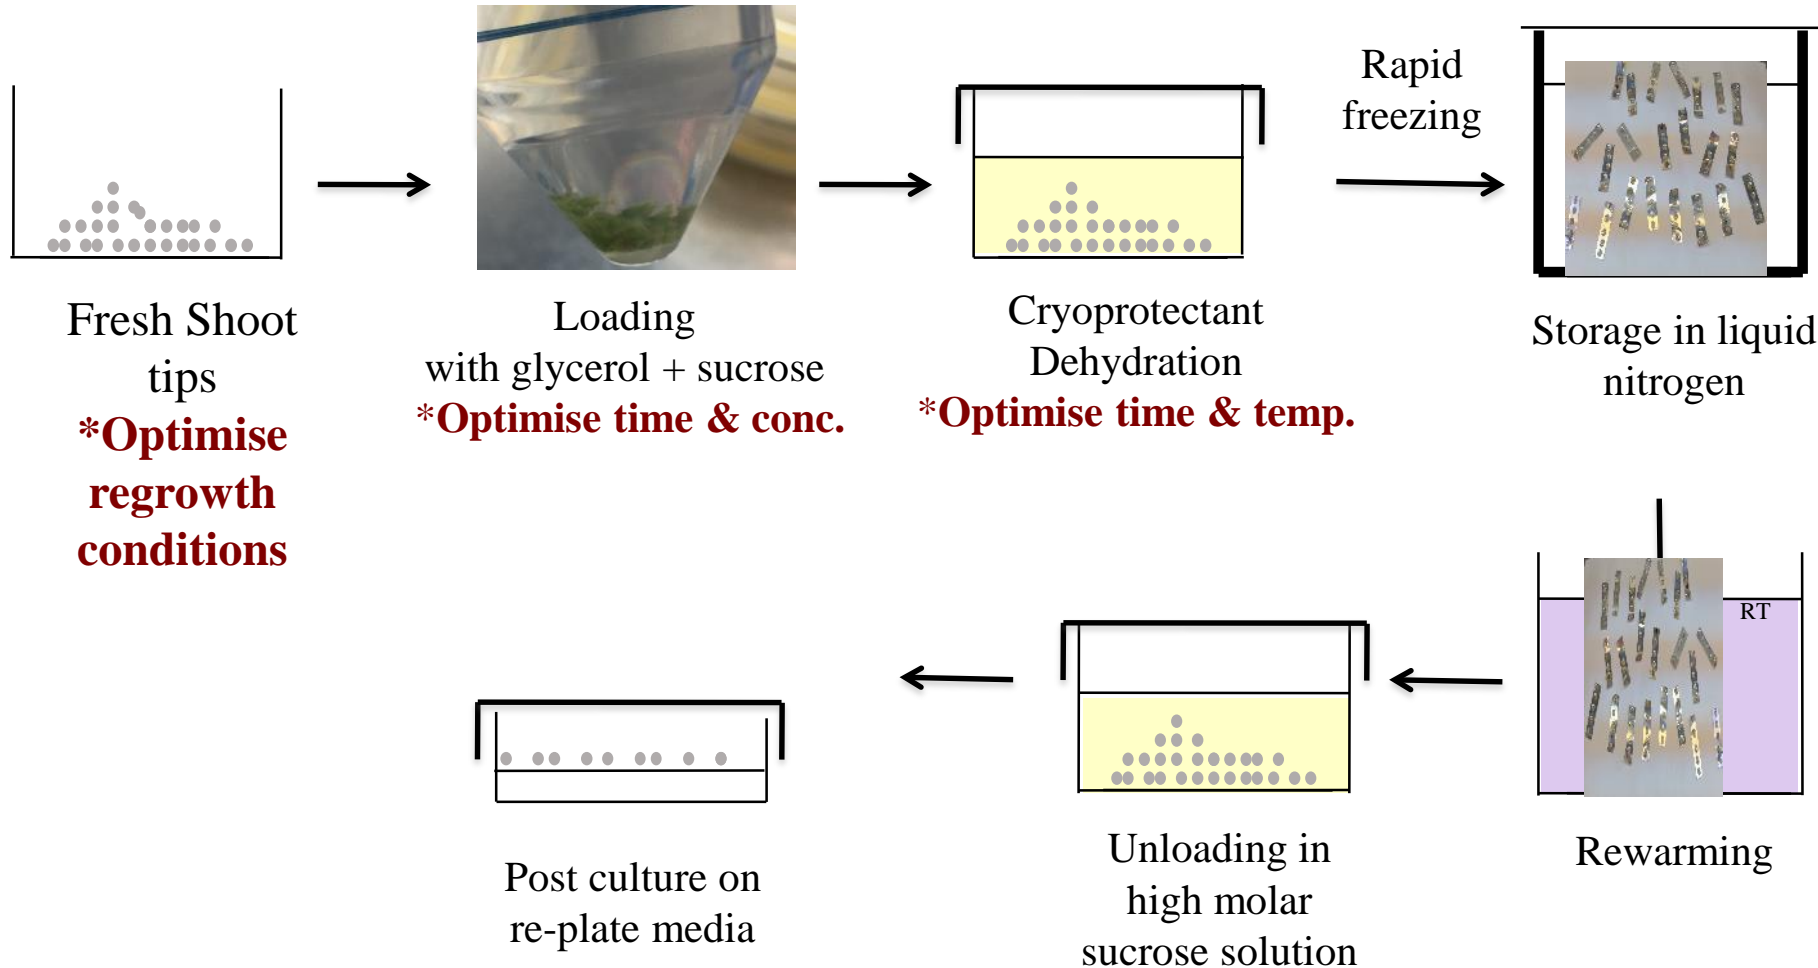 Fresh Shoot
tips
*Optimise
regrowth
conditions
Loading
with glycerol + sucrose
*Optimise time & conc.
Cryoprotectant
Dehydration
*Optimise time & temp.
Rapid
freezing
Storage in liquid
nitrogen
RT
Rewarming
Unloading in
high molar
sucrose solution
Post culture on
re-plate media